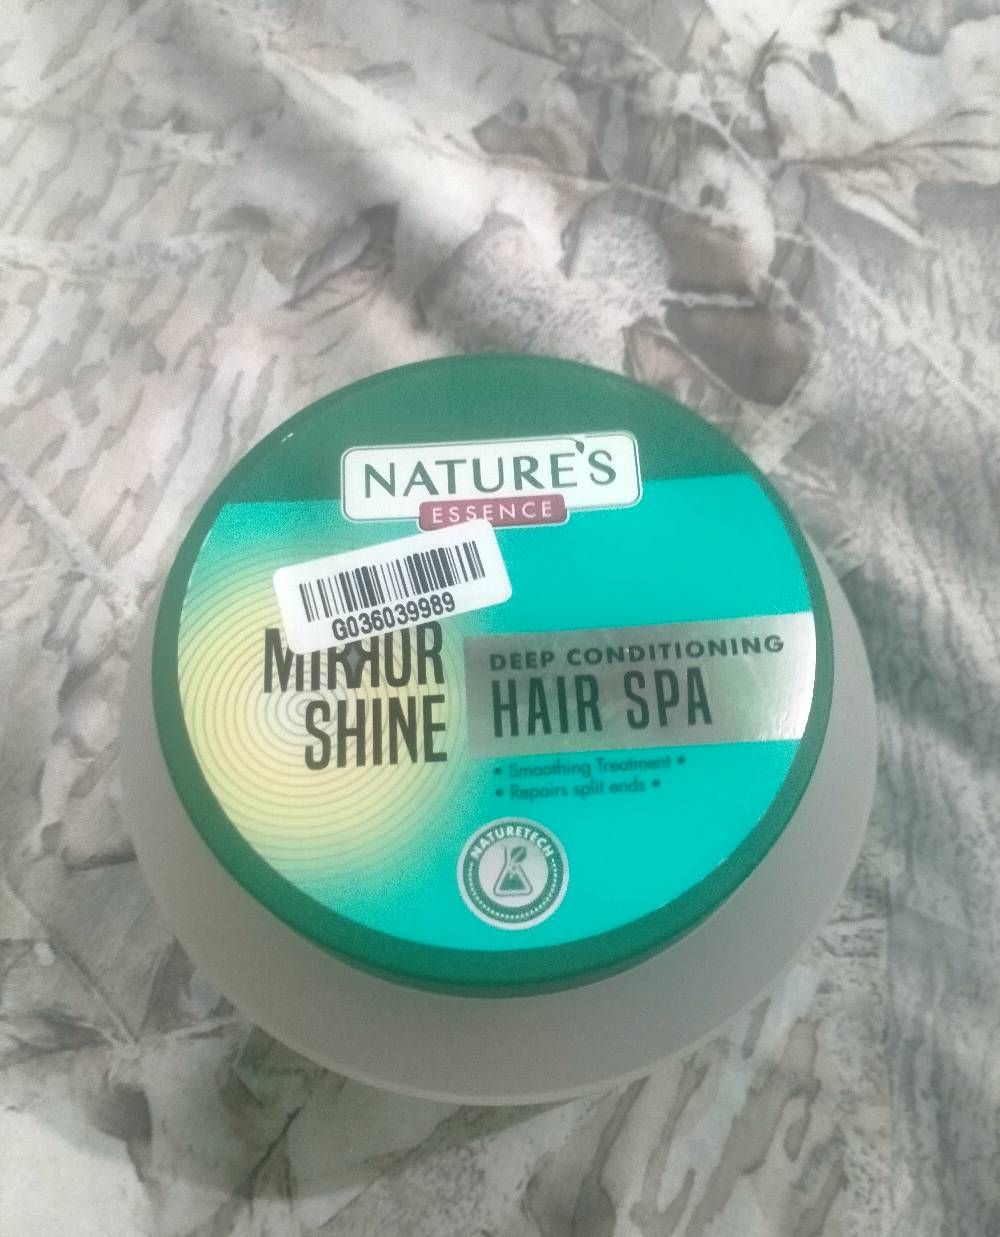 NATURE'S
ESSENCE
G036039989
MIRROR
SHINE
DEEP CONDITIONING
HAIR SPA
• Smoothing Treatment •
• Repairs split ends •
NATURETECH